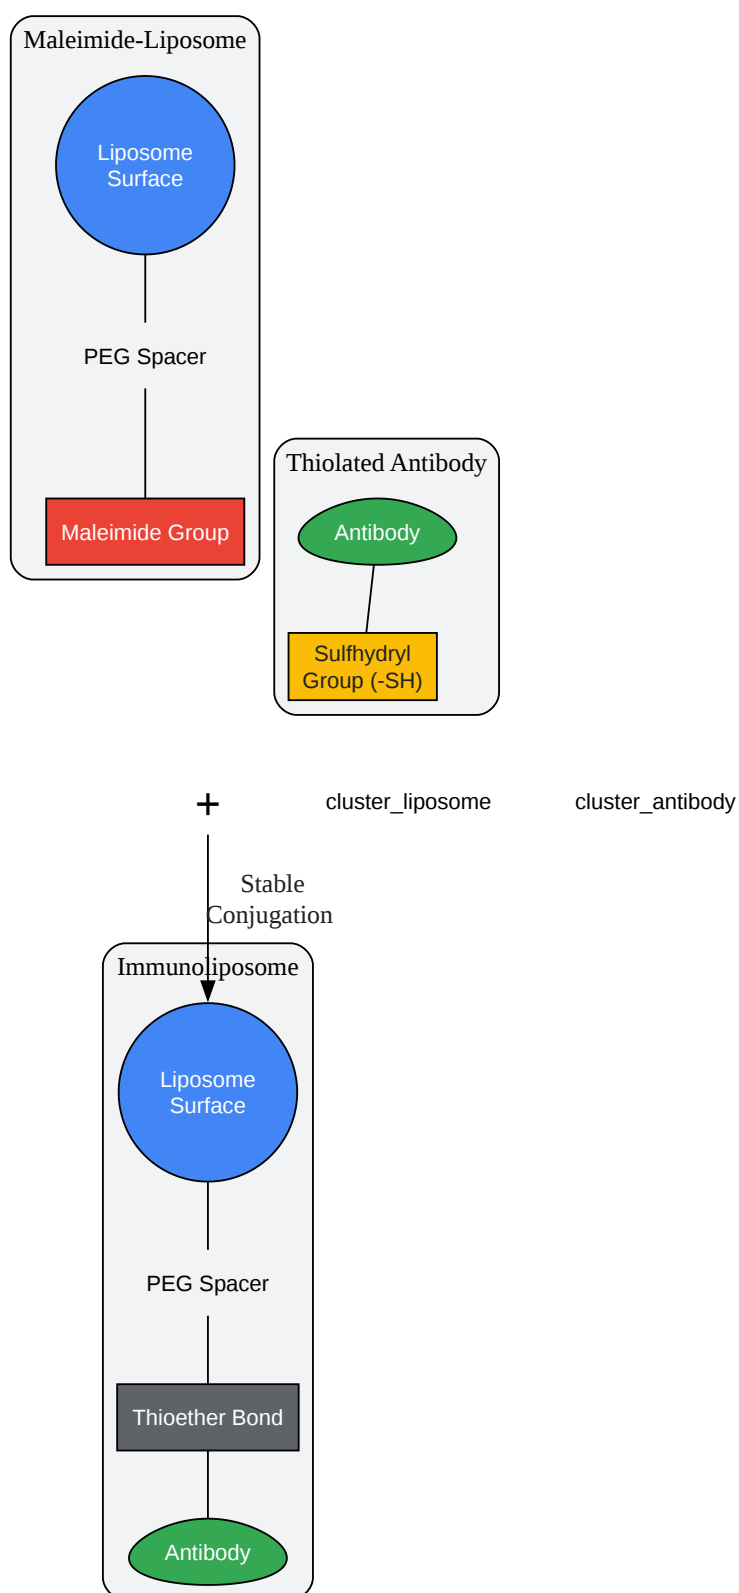 Maleimide-Liposome
Liposome
Surface
PEG Spacer
Maleimide Group
Thiolated Antibody
Antibody
Sulfhydryl
Group (-SH)
+
cluster_liposome
cluster_antibody
Stable
Conjugation
Immunoliposome
Liposome
Surface
PEG Spacer
Thioether Bond
Antibody